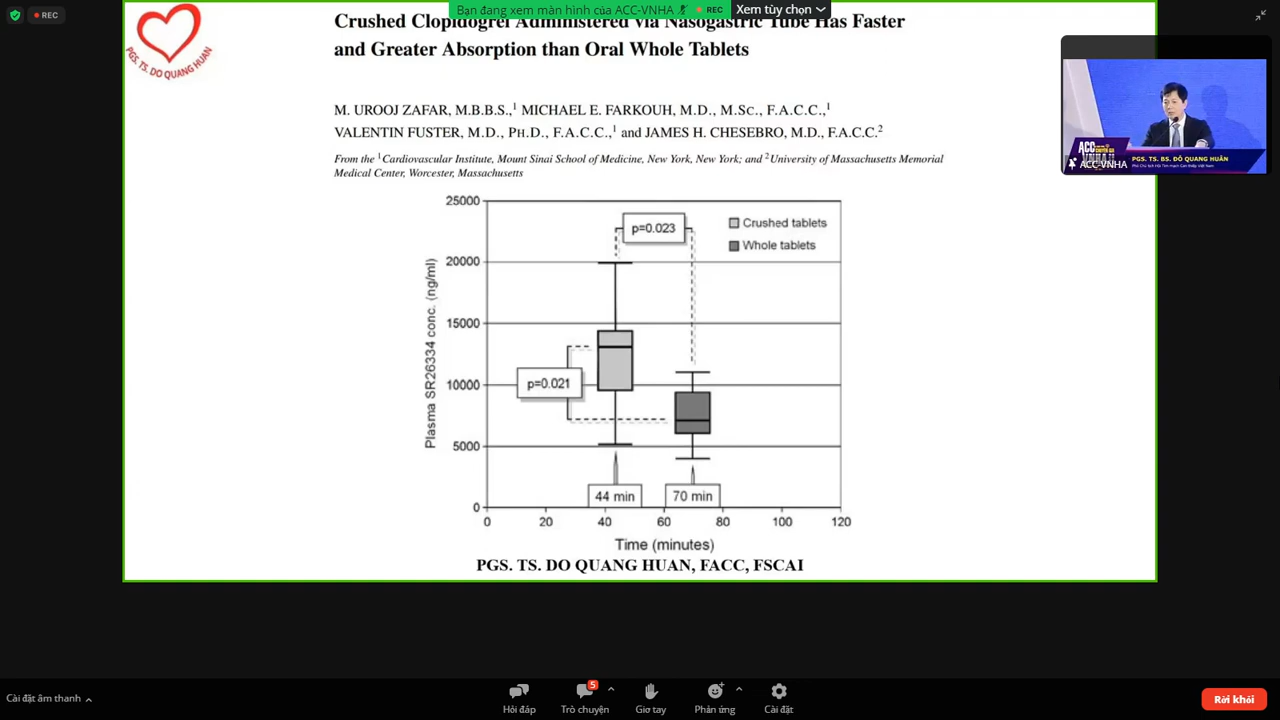 REC
Bạn đang xem màn hình của ACC-VNHA
REC
Xem tùy chọn
PGS. TS. DO QUANG HUAN
Crushed Clopidogrel Administered via Nasogastric Tube Has Faster
and Greater Absorption than Oral Whole Tablets
M. UROOJ ZAFAR, M.B.B.S.,1 MICHAEL E. FARKOUH, M.D., M.SC., F.A.C.C.,1
VALENTIN FUSTER, M.D., PH.D., F.A.C.C.,1 and JAMES H. CHESEBRO, M.D., F.A.C.C.2
From the 1Cardiovascular Institute, Mount Sinai School of Medicine, New York, New York; and 2University of Massachusetts Memorial
Medical Center, Worcester, Massachusetts
PGS. TS. BS. ĐỖ QUANG HUÂN
ACC-VNHA
25000
20000
15000
10000
5000
0
Plasma SR26334 conc. (ng/ml)
p=0.023
Crushed tablets
Whole tablets
p=0.021
44 min
70 min
0 20 40 60 80 100 120
Time (minutes)
PGS. TS. DO QUANG HUAN, FACC, FSCAI
Cài đặt âm thanh
5
Hỏi đáp
Trò chuyện
Giơ tay
Phản ứng
Cài đặt
Rời khỏi